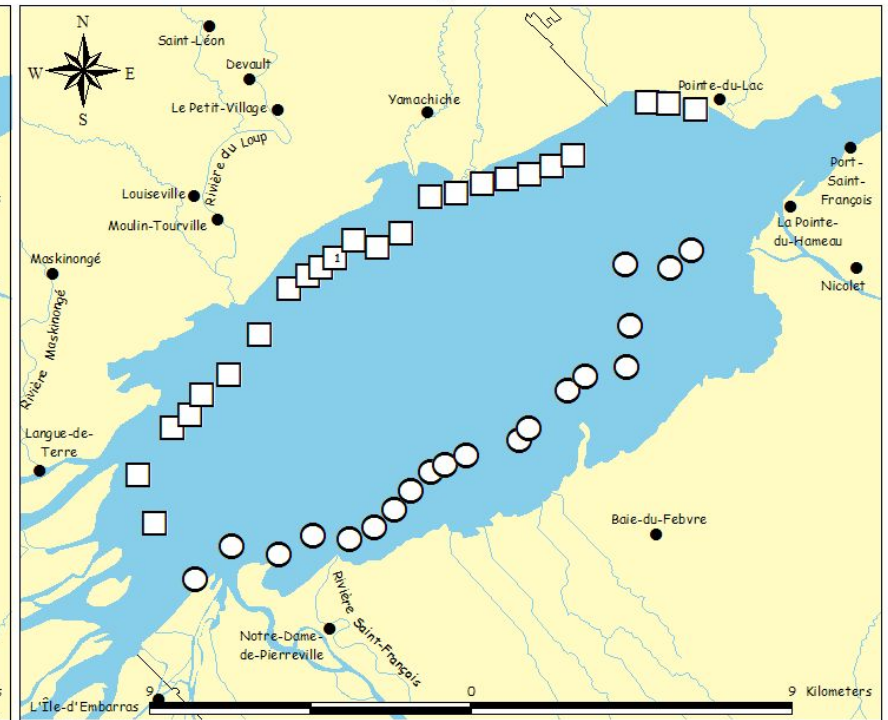 N
Saint-Léon
W E
Devault
S
Le Petit-Village
Yamachiche
Pointe-du-Lac
Rivière du Loup
Port-
Saint-
François
Louiseville
Moulin-Tourville
La Pointe-
du-Hameau
Maskinongé
1
Nicolet
Rivière Maskinongé
Langue-de-
Terre
Baie-du-Febvre
Rivière Saint-François
Notre-Dame-
de-Pierreville
L'Île-d'Embarras
9 0 9 Kilometers